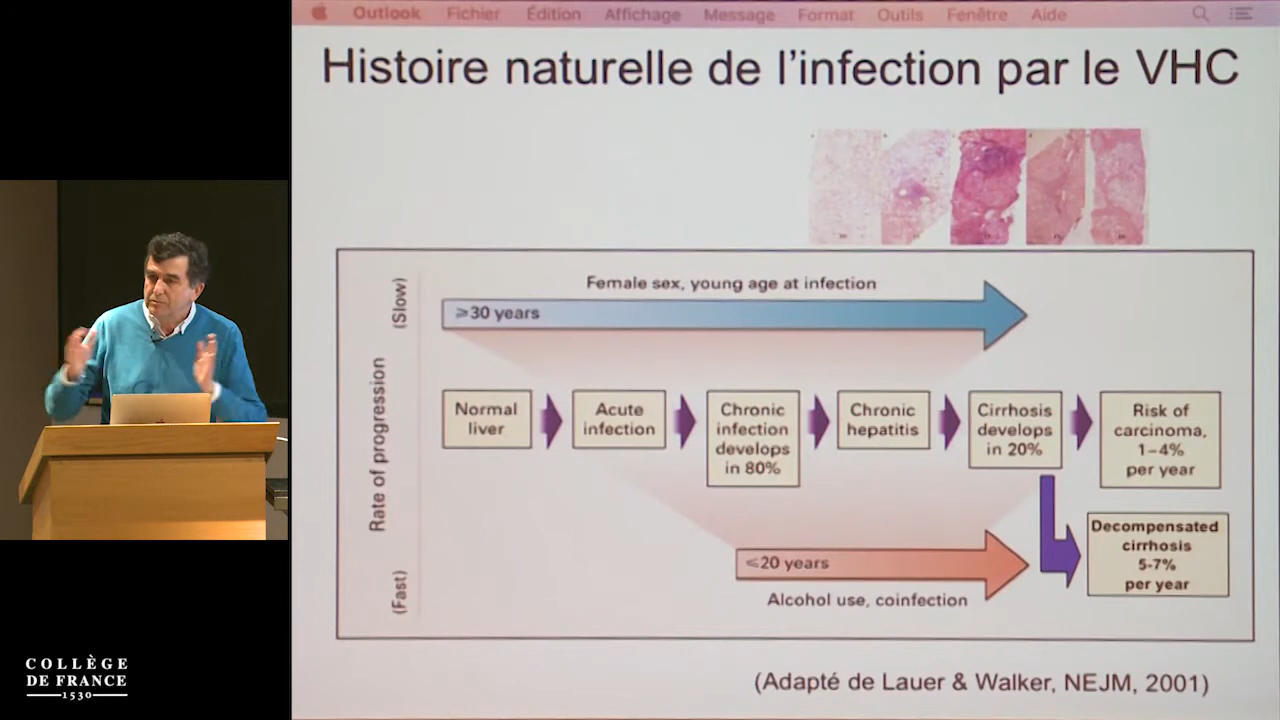 Outlook Fichier Édition Affichage Message Format Outils Fenêtre Aide
Histoire naturelle de l'infection par le VHC
Female sex, young age at infection
⩾30 years
(Slow)
Rate of progression
(Fast)
Normal
liver
Acute
infection
Chronic
infection
develops
in 80%
Chronic
hepatitis
Cirrhosis
develops
in 20%
Risk of
carcinoma,
1–4%
per year
Decompensated
cirrhosis
5-7%
per year
⩽20 years
Alcohol use, coinfection
(Adapté de Lauer & Walker, NEJM, 2001)
COLLÈGE
DE FRANCE
1530